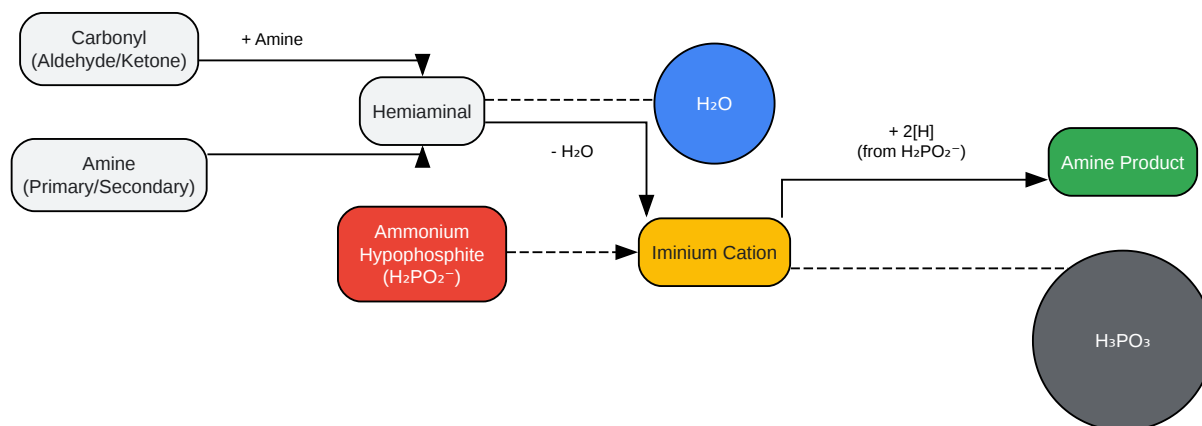 Carbonyl
(Aldehyde/Ketone)
+ Amine
Hemiaminal
H₂O
Amine
(Primary/Secondary)
- H₂O
+ 2[H]
(from H₂PO₂⁻)
Amine Product
Ammonium
Hypophosphite
(H₂PO₂⁻)
Iminium Cation
H₃PO₃